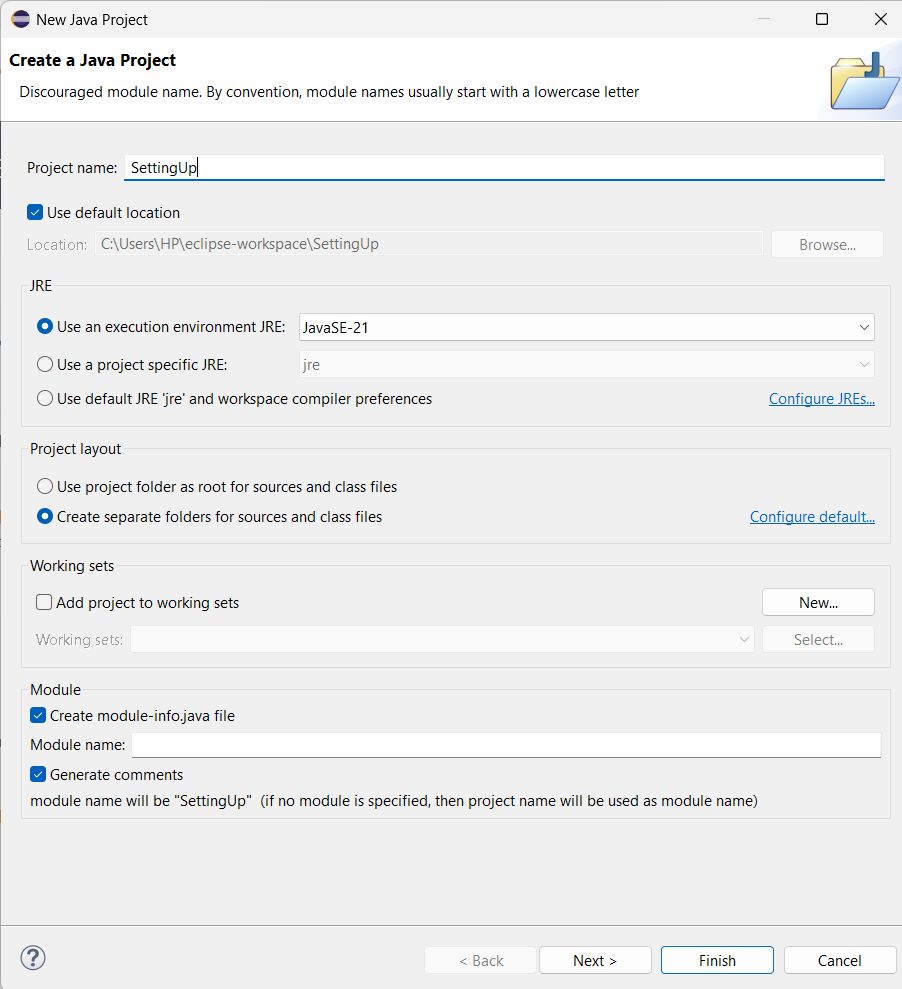 New Java Project
Create a Java Project
Discouraged module name. By convention, module names usually start with a lowercase letter
Project name: SettingUp
Use default location
Location: C:\Users\HP\eclipse-workspace\SettingUp Browse...
JRE
Use an execution environment JRE: JavaSE-21
Use a project specific JRE: jre
Use default JRE 'jre' and workspace compiler preferences Configure JREs...
Project layout
Use project folder as root for sources and class files
Create separate folders for sources and class files Configure default...
Working sets
Add project to working sets New...
Working sets: Select...
Module
Create module-info.java file
Module name:
Generate comments
module name will be "SettingUp" (if no module is specified, then project name will be used as module name)
? < Back Next > Finish Cancel